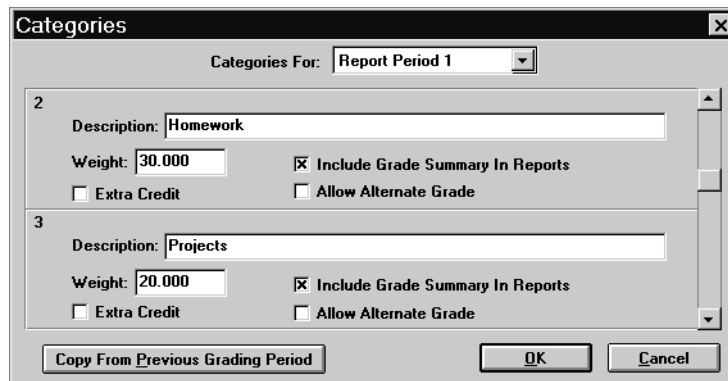 Categories
Categories For: Report Period 1
2
Description: Homework
Weight: 30.000
Include Grade Summary In Reports
Extra Credit
Allow Alternate Grade
3
Description: Projects
Weight: 20.000
Include Grade Summary In Reports
Extra Credit
Allow Alternate Grade
Copy From Previous Grading Period
OK
Cancel